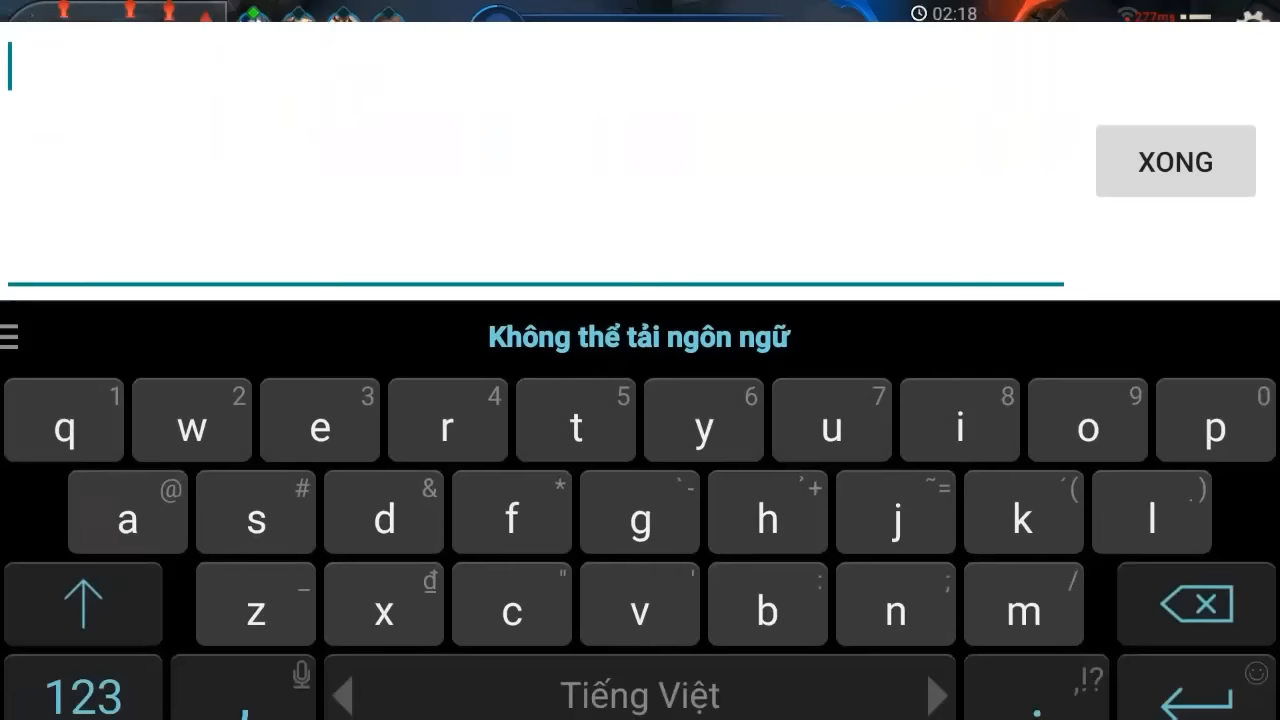 02:18
277ms
XONG
Không thể tải ngôn ngữ
1 2 3 4 5 6 7 8 9 0
q w e r t y u i o p
@ # & * ` - ̉ + ~ = ´ ( . )
a s d f g h j k l
_ ₫ " ' : ; /
z x c v b n m
,!?
123 , Tiếng Việt .